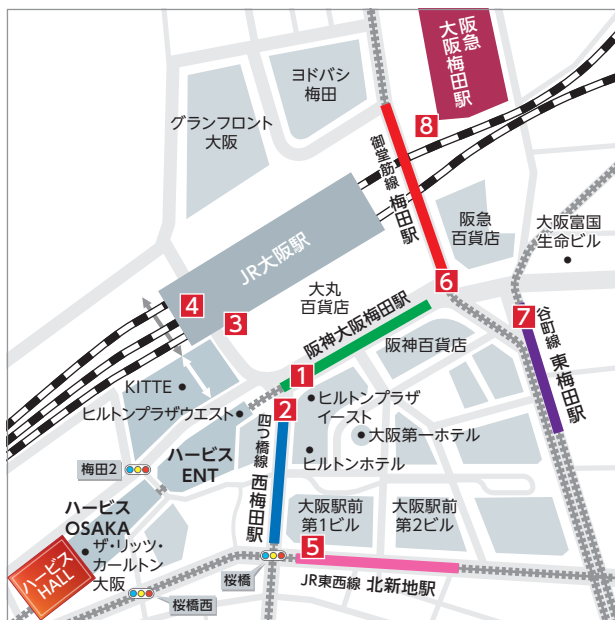 阪急
大阪梅田駅
ヨドバシ
梅田
グランフロント
大阪
8
御堂筋線 梅田駅
阪急
百貨店
大阪富国
生命ビル
JR大阪駅
大丸
百貨店
6
4
3
7
阪神大阪梅田駅
阪神百貨店
谷町線 東梅田駅
1
KITTE
ヒルトンプラザウエスト
2
ヒルトンプラザ
イースト
大阪第一ホテル
ヒルトンホテル
四つ橋線 西梅田駅
ハービス
ENT
梅田2
ハービス
OSAKA
大阪駅前
第1ビル
大阪駅前
第2ビル
ザ・リッツ・
カールトン
大阪
ハービス
HALL
5
桜橋
JR東西線 北新地駅
桜橋西